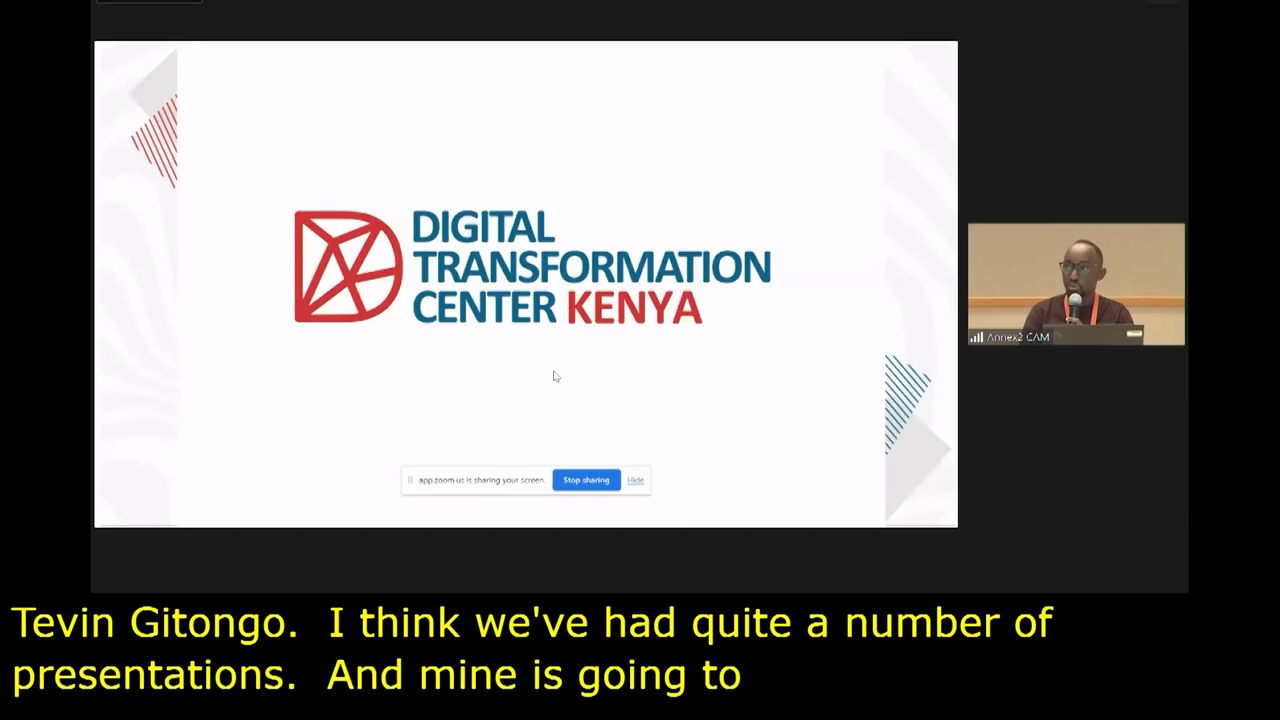 DIGITAL
TRANSFORMATION
CENTER KENYA
app.zoom.us is sharing your screen.
Stop sharing
Hide
Annex2 CAM
Tevin Gitongo.  I think we've had quite a number of
presentations.  And mine is going to